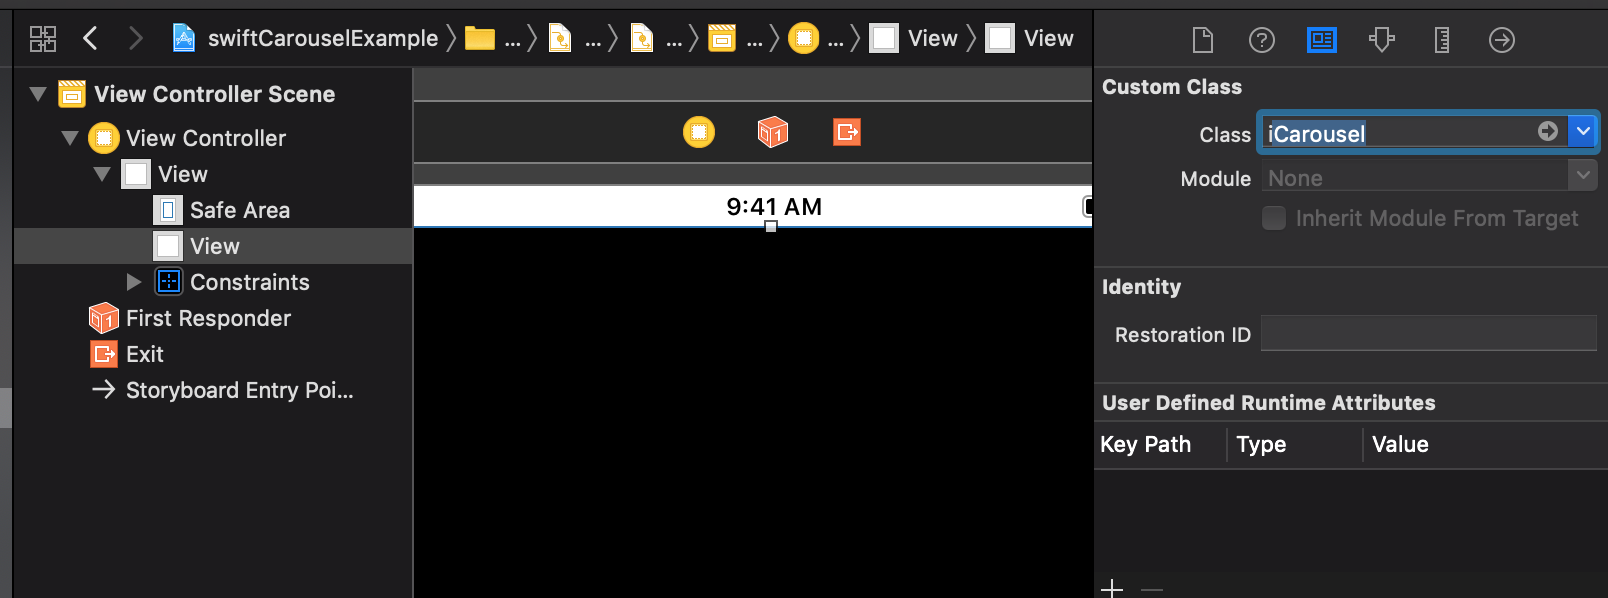 swiftCarouselExample ... ... ... ... ... View View
View Controller Scene
View Controller
View
Safe Area
View
Constraints
First Responder
Exit
Storyboard Entry Poi...
1
9:41 AM
Custom Class
Class iCarousel
Module None
Inherit Module From Target
Identity
Restoration ID
User Defined Runtime Attributes
Key Path Type Value